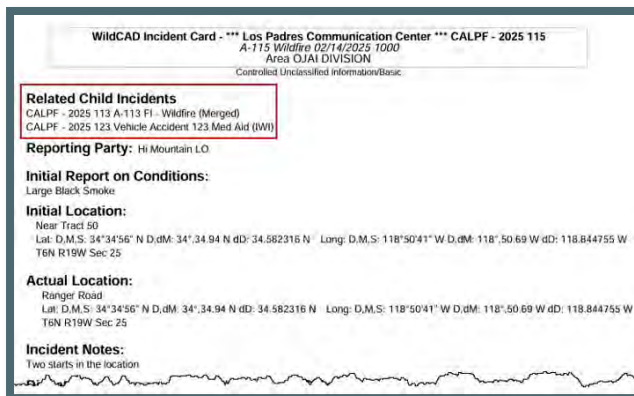 WildCAD Incident Card - *** Los Padres Communication Center *** CALPF - 2025 115
A-115 Wildfire 02/14/2025 1000
Area OJAI DIVISION
Controlled Unclassified Information/Basic
Related Child Incidents
CALPF - 2025 113 A-113 FI - Wildfire (Merged)
CALPF - 2025 123 Vehicle Accident 123 Med Aid (IWI)
Reporting Party: Hi Mountain LO
Initial Report on Conditions:
Large Black Smoke
Initial Location:
Near Tract 50
Lat: D,M,S: 34°34'56" N D,dM: 34°,34.94 N dD: 34.582316 N Long: D,M,S: 118°50'41" W D,dM: 118°,50.69 W dD: 118.844755 W
T6N R19W Sec 25
Actual Location:
Ranger Road
Lat: D,M,S: 34°34'56" N D,dM: 34°,34.94 N dD: 34.582316 N Long: D,M,S: 118°50'41" W D,dM: 118°,50.69 W dD: 118.844755 W
T6N R19W Sec 25
Incident Notes:
Two starts in the location